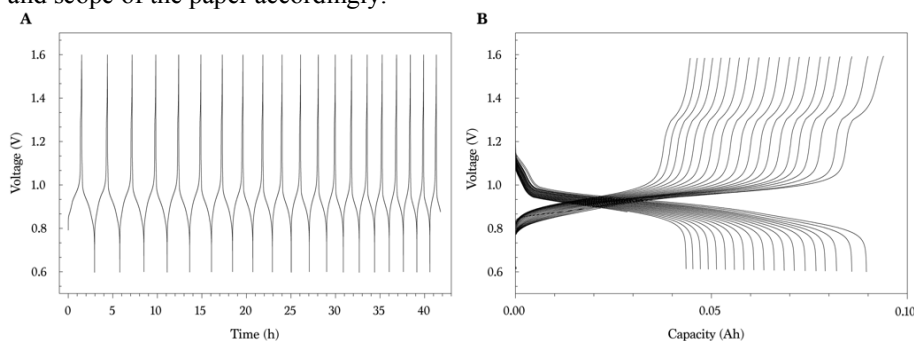 and scope of the paper accordingly.
A
B
1.6
1.4
1.2
1.0
0.8
0.6
Voltage (V)
0 5 10 15 20 25 30 35 40
Time (h)
1.6
1.4
1.2
1.0
0.8
0.6
Voltage (V)
0.00 0.05 0.10
Capacity (Ah)